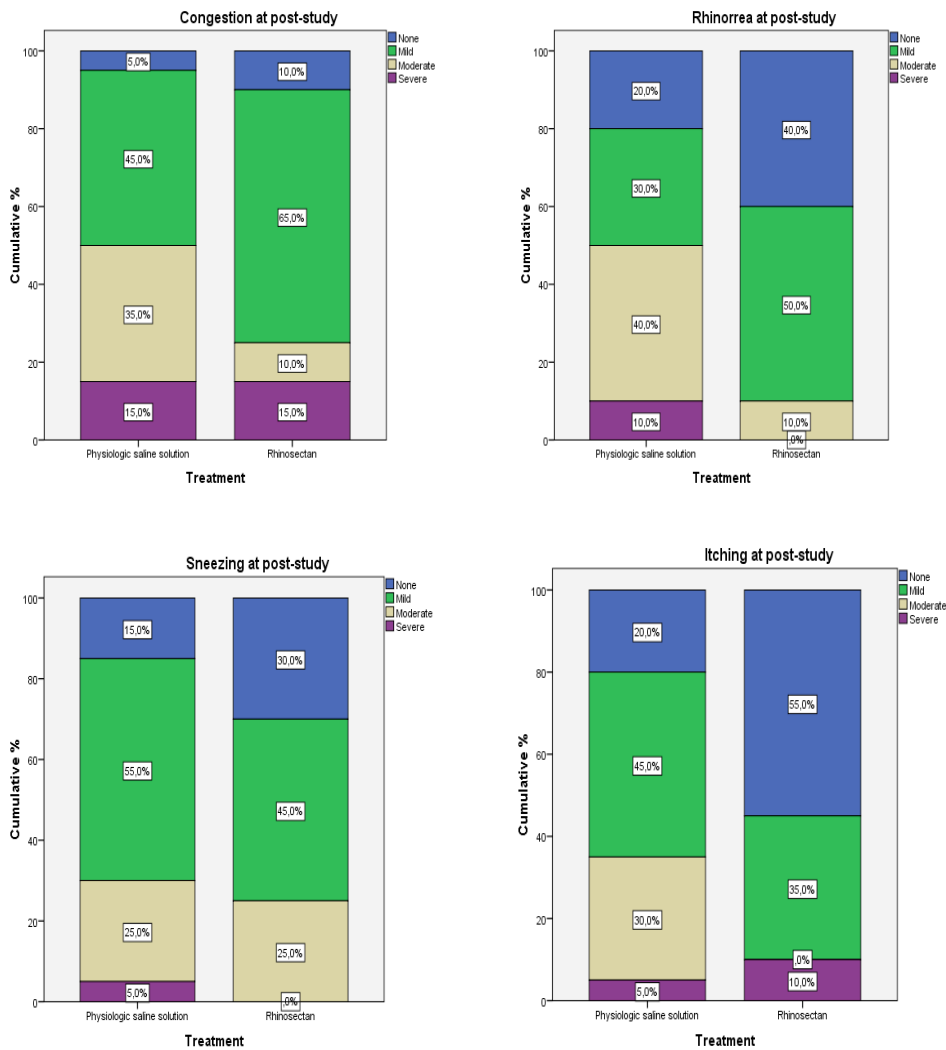 Congestion at post-study
None
Mild
Moderate
Severe
Cumulative %
100
80
60
40
20
0
5,0%
45,0%
35,0%
15,0%
10,0%
65,0%
10,0%
15,0%
Physiologic saline solution
Rhinosectan
Treatment
Rhinorrea at post-study
None
Mild
Moderate
Severe
Cumulative %
100
80
60
40
20
0
20,0%
30,0%
40,0%
10,0%
40,0%
50,0%
10,0%
,0%
Physiologic saline solution
Rhinosectan
Treatment
Sneezing at post-study
None
Mild
Moderate
Severe
Cumulative %
100
80
60
40
20
0
15,0%
55,0%
25,0%
5,0%
30,0%
45,0%
25,0%
,0%
Physiologic saline solution
Rhinosectan
Treatment
Itching at post-study
None
Mild
Moderate
Severe
Cumulative %
100
80
60
40
20
0
20,0%
45,0%
30,0%
5,0%
55,0%
35,0%
,0%
10,0%
Physiologic saline solution
Rhinosectan
Treatment